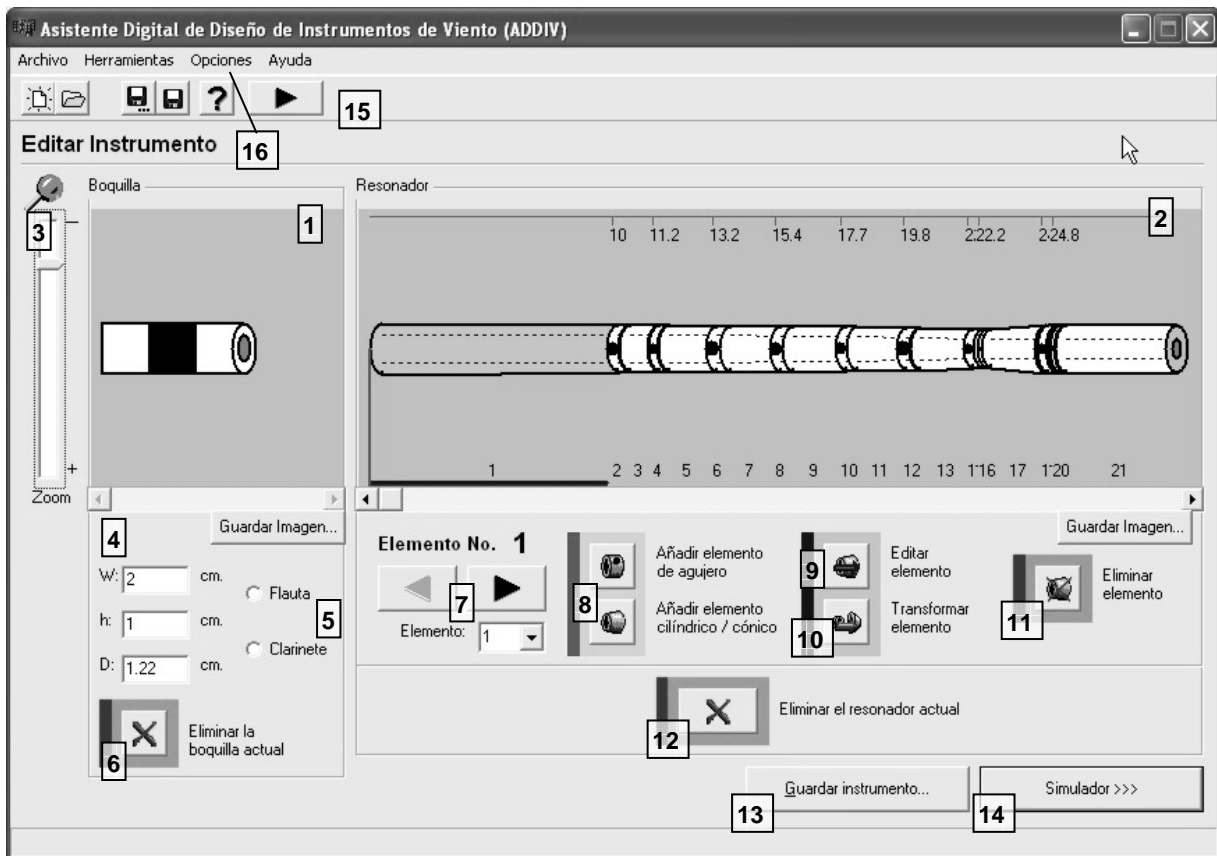 Asistente Digital de Diseño de Instrumentos de Viento (ADDIV)
Archivo Herramientas Opciones Ayuda
15
Editar Instrumento
16
Boquilla
Resonador
3
1
2
10 11.2 13.2 15.4 17.7 19.8 22.2 24.8
1 2 3 4 5 6 7 8 9 10 11 12 13 16 17 20 21
+
Zoom
Guardar Imagen...
Guardar Imagen...
4
W: 2 cm.
h: 1 cm.
D: 1.22 cm.
Flauta
5
Clarinete
Elemento No. 1
7
Elemento: 1
8
Añadir elemento
de agujero
Añadir elemento
cilíndrico / cónico
9
Editar
elemento
10
Transformar
elemento
11
Eliminar
elemento
6
Eliminar la
boquilla actual
12
Eliminar el resonador actual
13
Guardar instrumento...
14
Simulador >>>